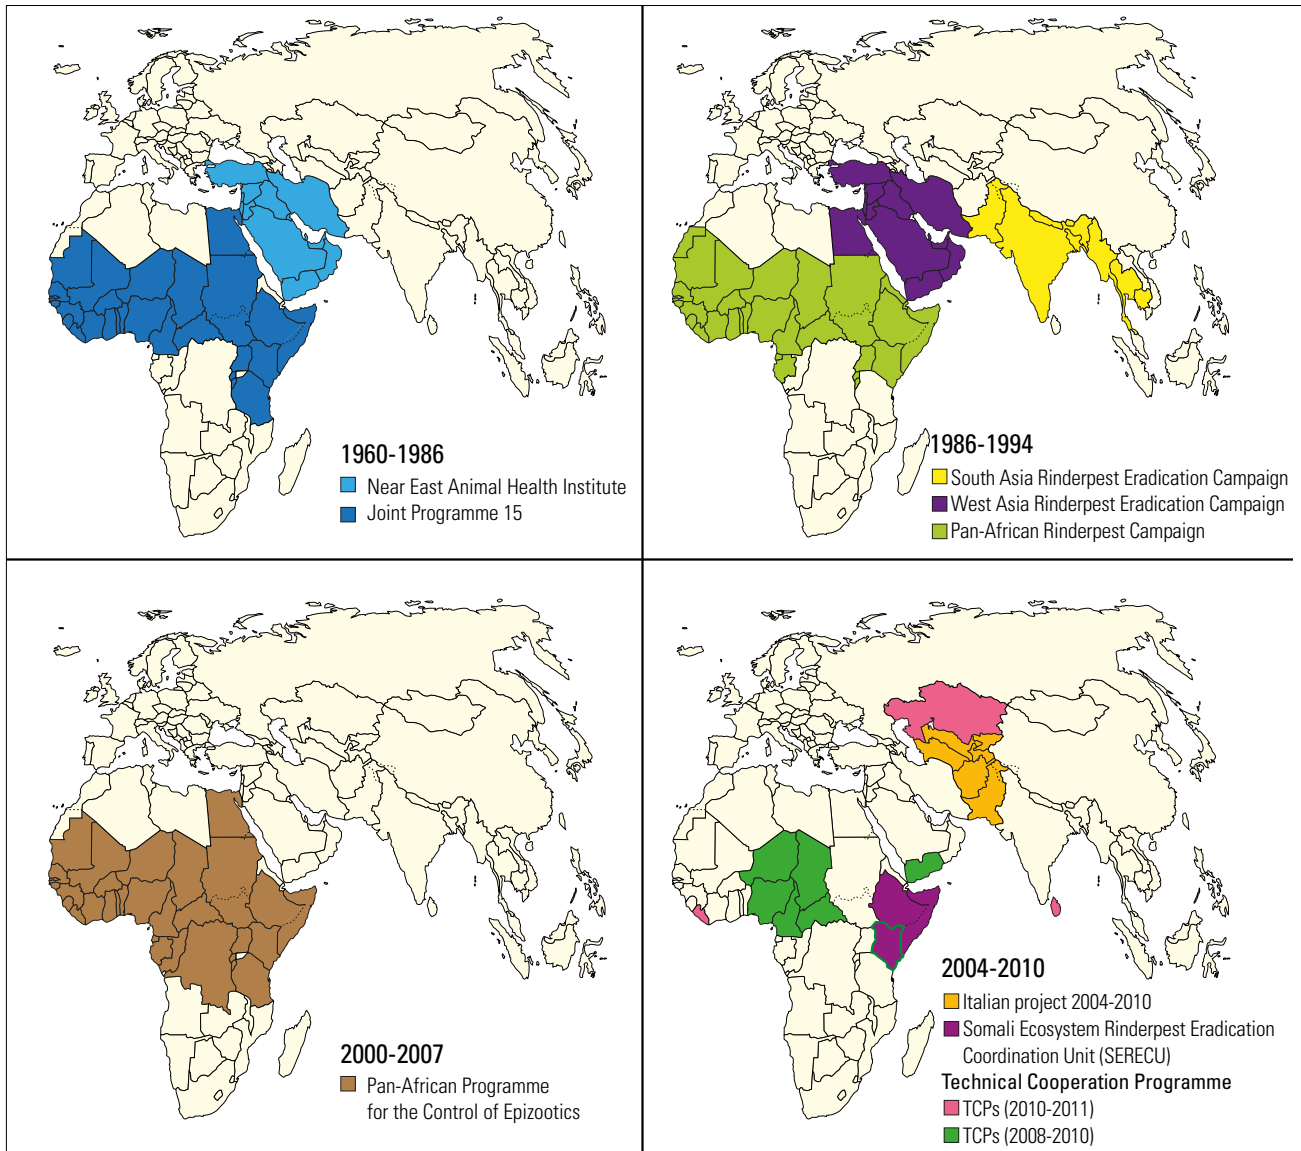 1960-1986
Near East Animal Health Institute
Joint Programme 15
1986-1994
South Asia Rinderpest Eradication Campaign
West Asia Rinderpest Eradication Campaign
Pan-African Rinderpest Campaign
2000-2007
Pan-African Programme
for the Control of Epizootics
2004-2010
Italian project 2004-2010
Somali Ecosystem Rinderpest Eradication
Coordination Unit (SERECU)
Technical Cooperation Programme
TCPs (2010-2011)
TCPs (2008-2010)